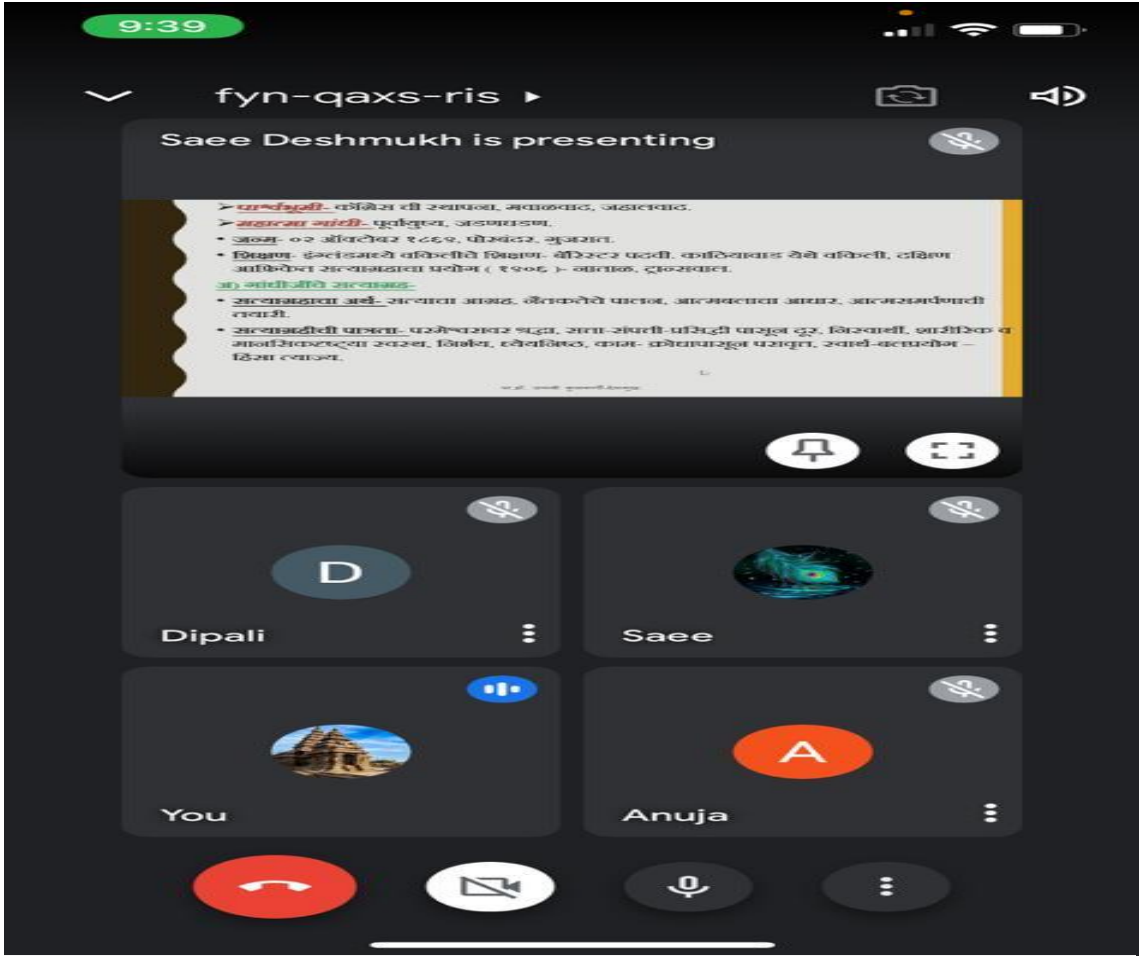 9:39
fyn-qaxs-ris ▸
Saee Deshmukh is presenting
➢ पार्श्वभूमी- काँग्रेस ची स्थापना, मवाळवाद, जहालवाद.
➢ महात्मा गांधी- पूर्वायुष्य, जडणघडण.
• जन्म- ०२ ऑक्टोबर १८६९, पोरबंदर, गुजरात.
• शिक्षण- इंग्लंडमध्ये वकिलीचे शिक्षण- बॅरिस्टर पदवी. काठियावाड येथे वकिली, दक्षिण
आफ्रिकेत सत्याग्रहाचा प्रयोग ( १९०६ )- नाताळ, ट्रान्सवाल.
अ) गांधीजींचे सत्याग्रह-
• सत्याग्रहाचा अर्थ- सत्याचा आग्रह, नैतिकतेचे पालन, आत्मबलाचा आधार, आत्मसमर्पणाची
तयारी.
• सत्याग्रहीची पात्रता- परमेश्वरावर श्रद्धा, सत्ता-संपती-प्रसिद्धी पासून दूर, निस्वार्थी, शारीरिक व
मानसिकदृष्ट्या स्वस्थ, निर्भय, ध्येयनिष्ठ, काम- क्रोधापासून परावृत्त, स्वार्थ-बलप्रयोग –
हिंसा त्याज्य.
D
Dipali
Saee
You
A
Anuja